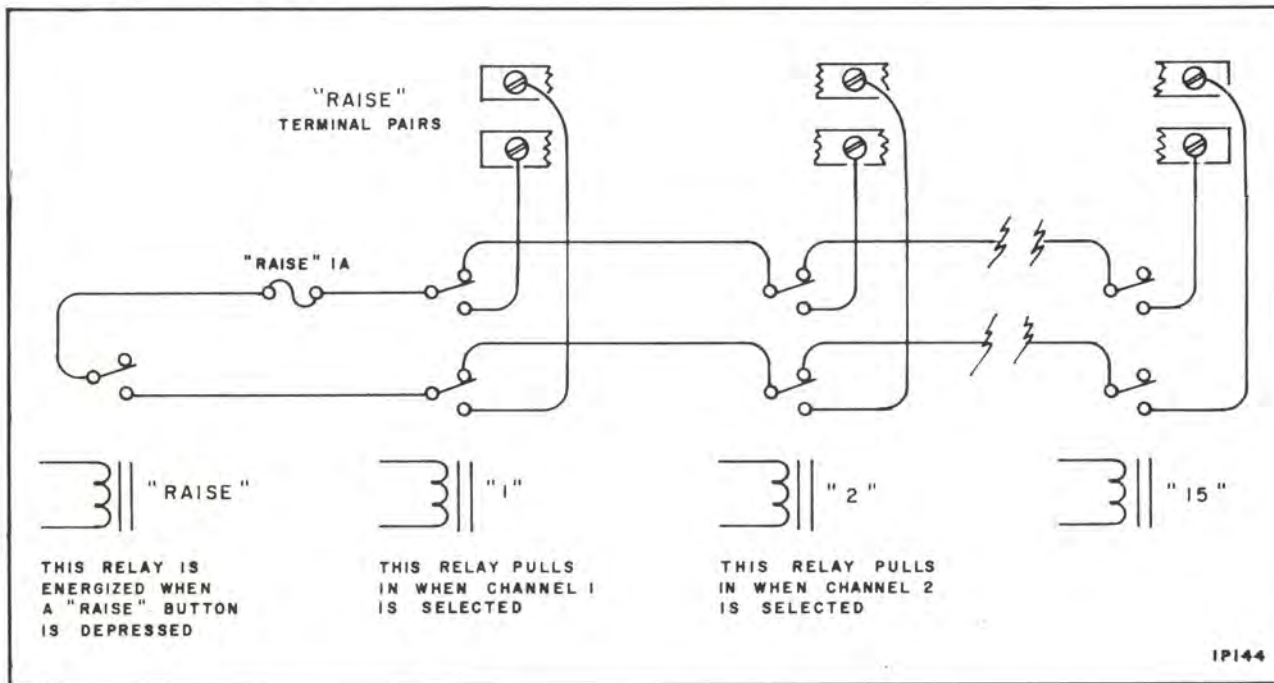 "RAISE"
TERMINAL PAIRS
"RAISE" 1A
"RAISE"
"1"
"2"
"15"
THIS RELAY IS
ENERGIZED WHEN
A "RAISE" BUTTON
IS DEPRESSED
THIS RELAY PULLS
IN WHEN CHANNEL 1
IS SELECTED
THIS RELAY PULLS
IN WHEN CHANNEL 2
IS SELECTED
1P144